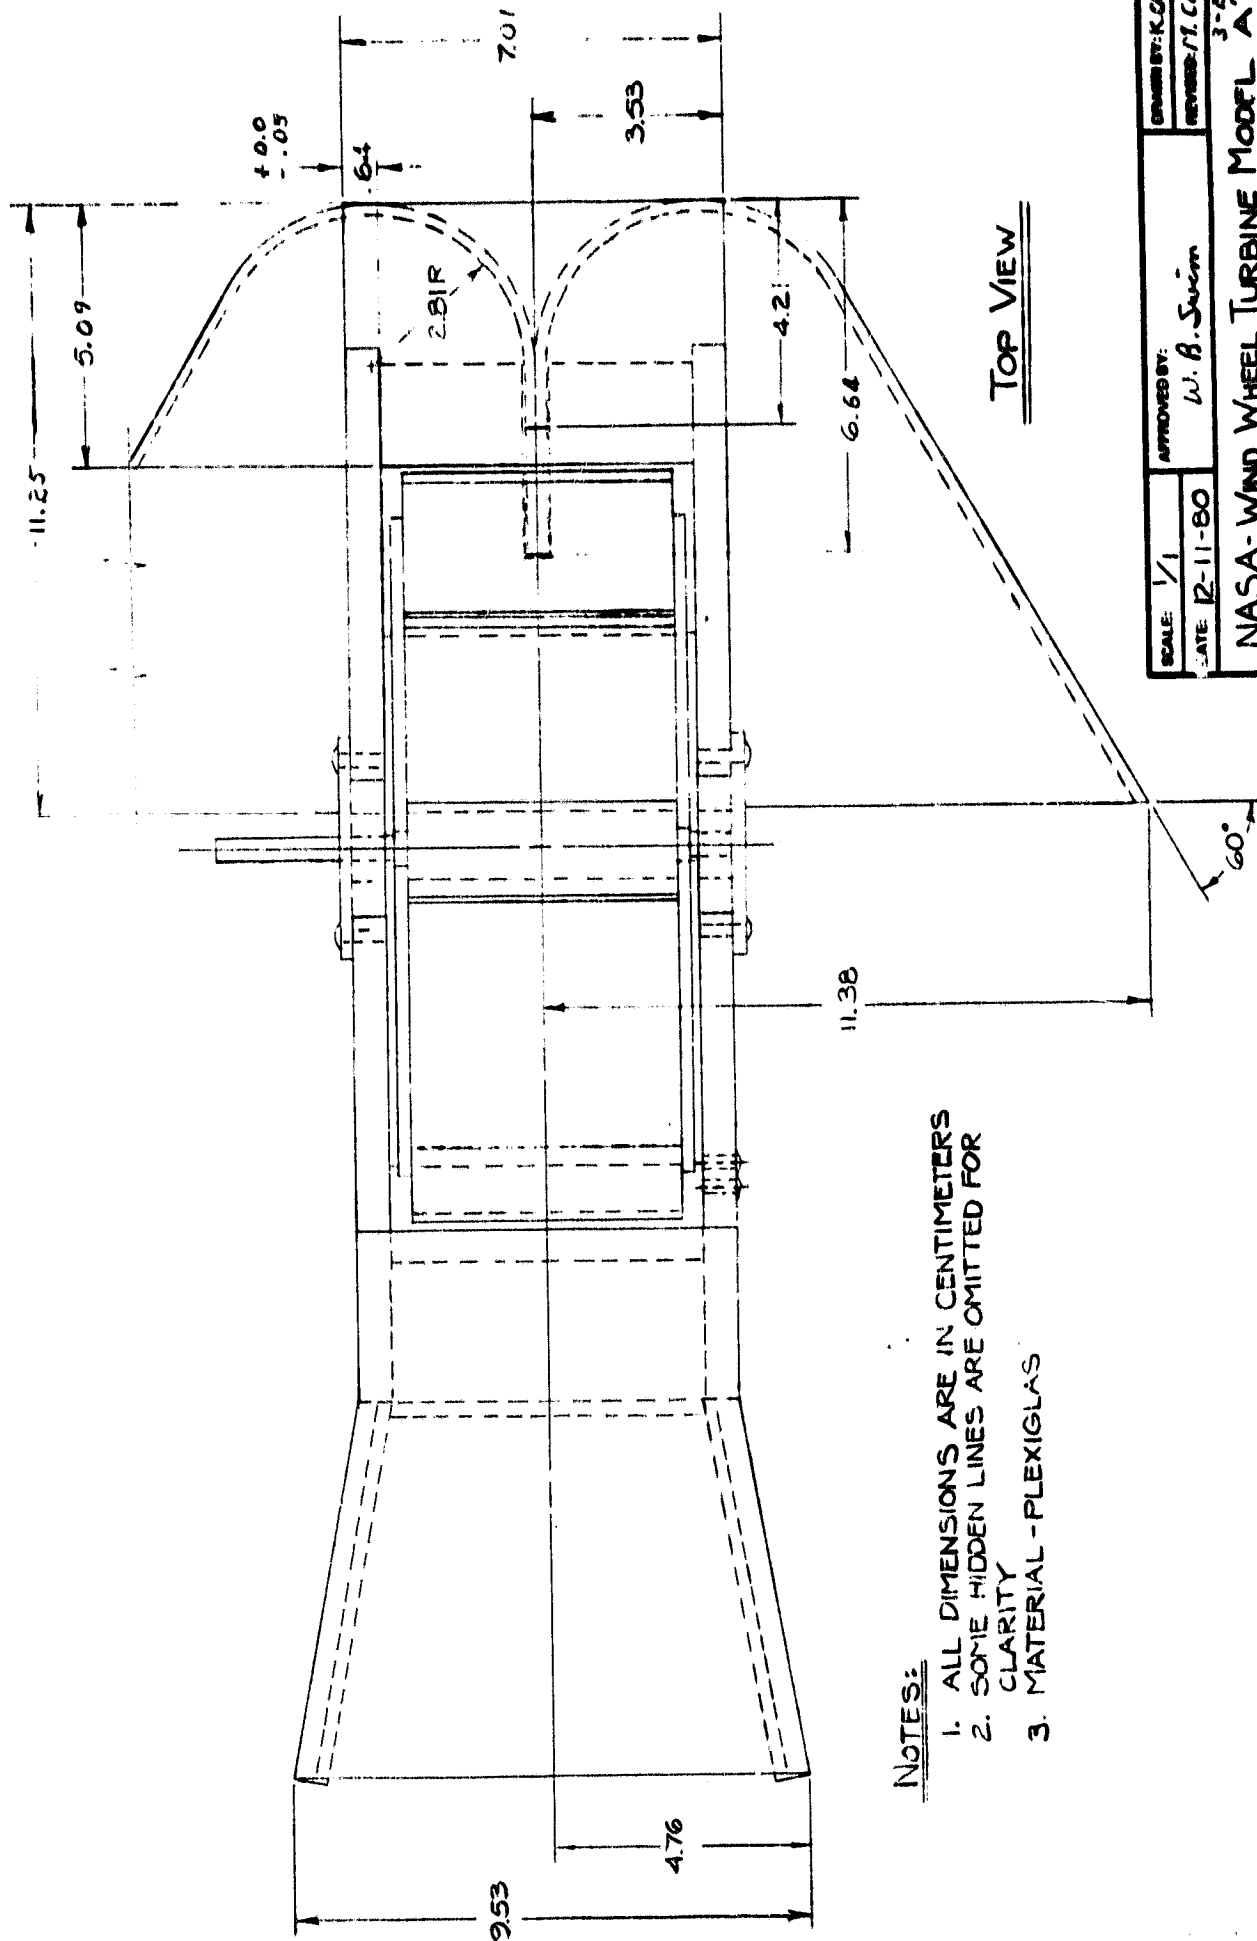 11.25
5.09
+0.0
-.05
.64
7.01
3.53
2.81R
4.21
6.64
TOP VIEW
60°
11.38
9.53
4.76
NOTES:
1. ALL DIMENSIONS ARE IN CENTIMETERS
2. SOME HIDDEN LINES ARE OMITTED FOR
CLARITY
3. MATERIAL - PLEXIGLAS
SCALE: 1/1
APPROVED BY:
W. B. Swim
DRAWN BY: K
REVISED: M.
DATE: 12-11-80
NASA-WIND WHEEL TURBINE MODEL